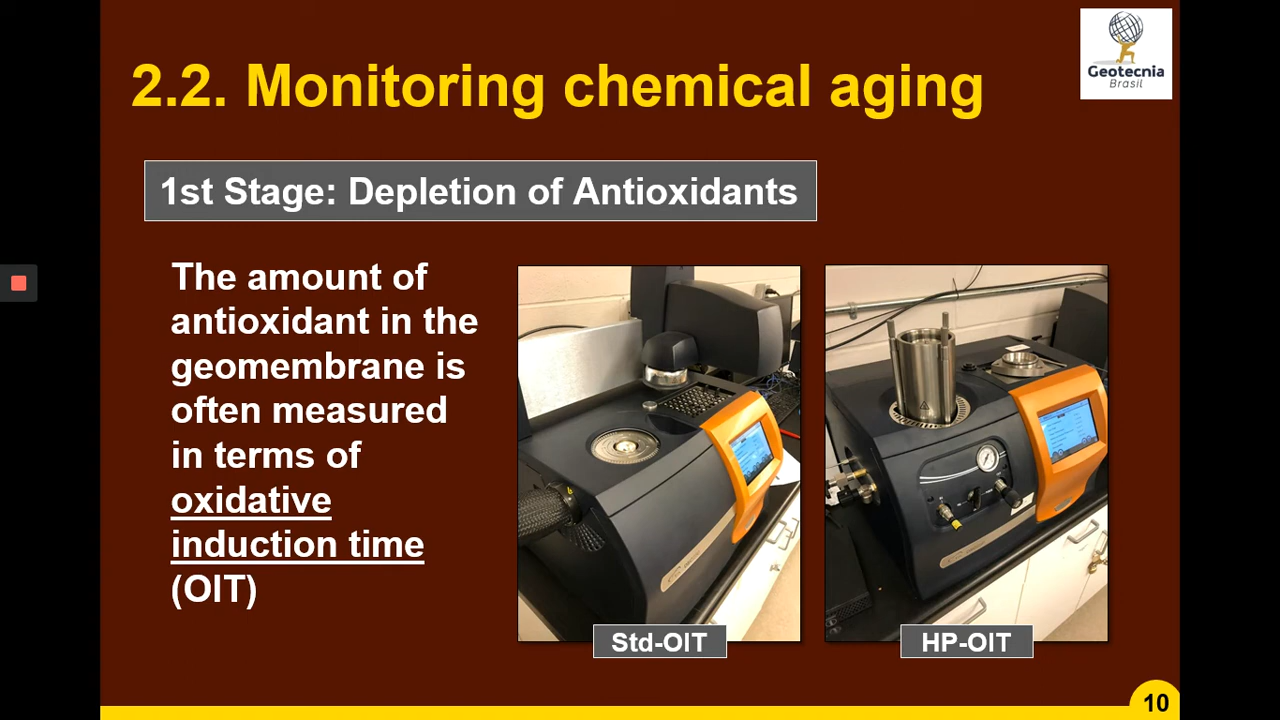 2.2. Monitoring chemical aging
Geotecnia
Brasil
1st Stage: Depletion of Antioxidants
The amount of
antioxidant in the
geomembrane is
often measured
in terms of
oxidative
induction time
(OIT)
Std-OIT
HP-OIT
10